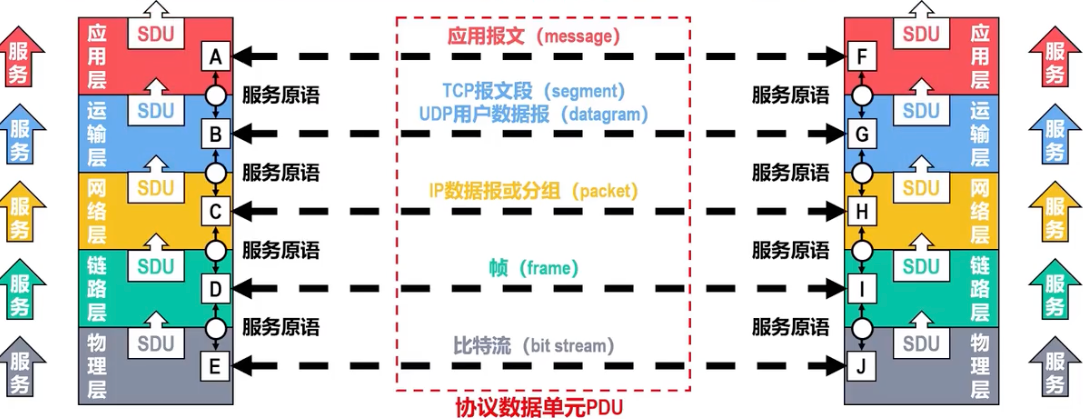 应用层
SDU
A
应用报文（message）
F
SDU
应用层
服务
服务
服务原语
服务原语
运输层
SDU
B
TCP报文段（segment）
UDP用户数据报（datagram）
G
SDU
运输层
服务
服务
服务原语
服务原语
网络层
SDU
C
IP数据报或分组（packet）
H
SDU
网络层
服务
服务
服务原语
服务原语
链路层
SDU
D
帧（frame）
I
SDU
链路层
服务
服务
服务原语
服务原语
物理层
SDU
E
比特流（bit stream）
J
SDU
物理层
服务
服务
协议数据单元PDU